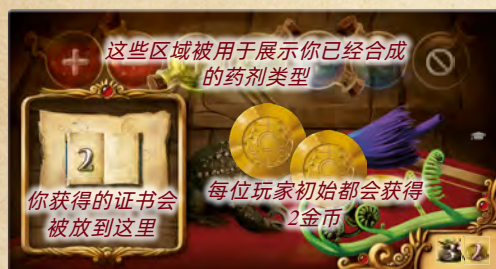 这些区域被用于展示你已经合成
的药剂类型
2
你获得的证书会
被放到这里
每位玩家初始都会获得
2金币
3 2